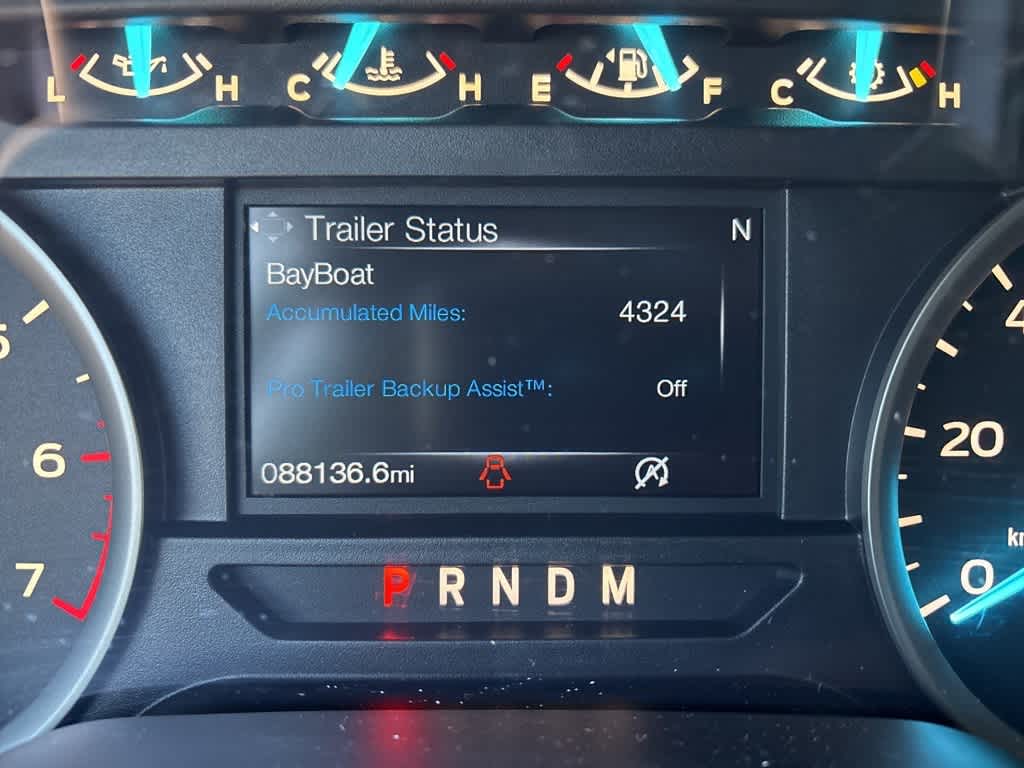 L H C H E F C H
Trailer Status N
BayBoat
Accumulated Miles: 4324
Pro Trailer Backup Assist™: Off
088136.6mi
P R N D M
6
7
20
0